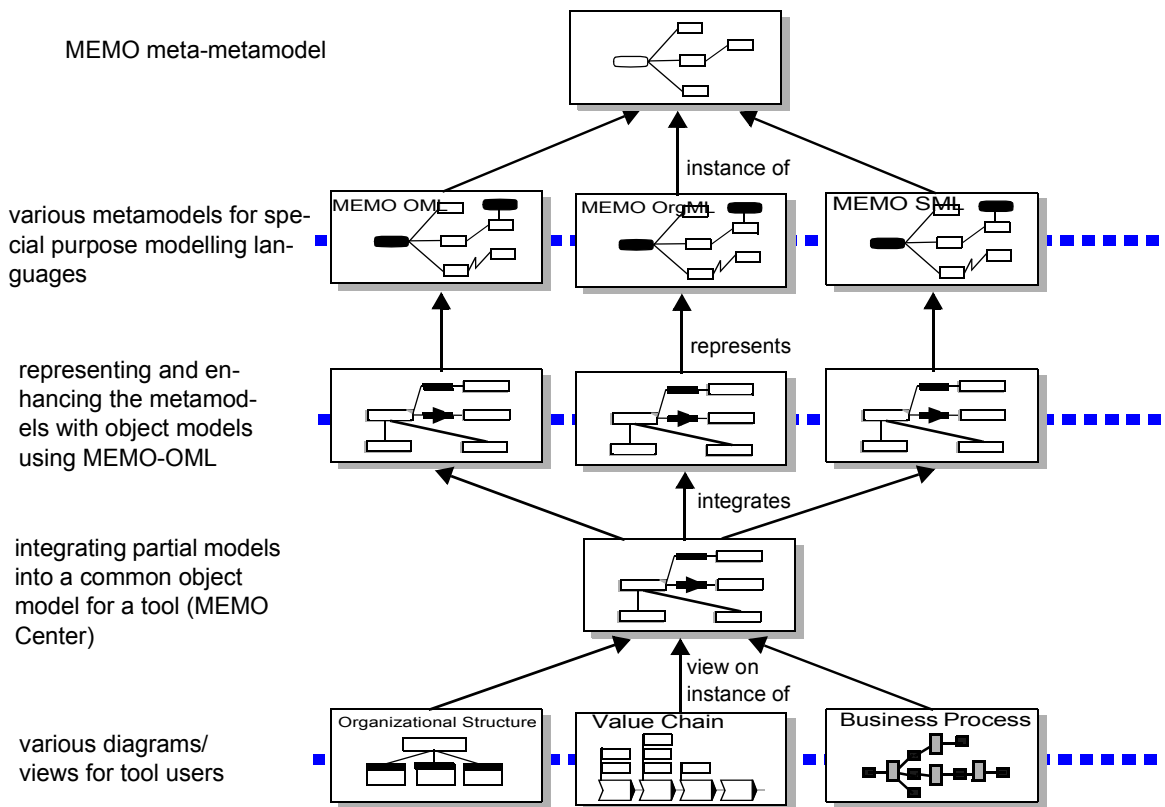 MEMO meta-metamodel
instance of
various metamodels for spe-
cial purpose modelling lan-
guages
MEMO OML
MEMO OrgML
MEMO SML
represents
representing and en-
hancing the metamod-
els with object models
using MEMO-OML
integrates
integrating partial models
into a common object
model for a tool (MEMO
Center)
view on
instance of
various diagrams/
views for tool users
Organizational Structure
Value Chain
Business Process